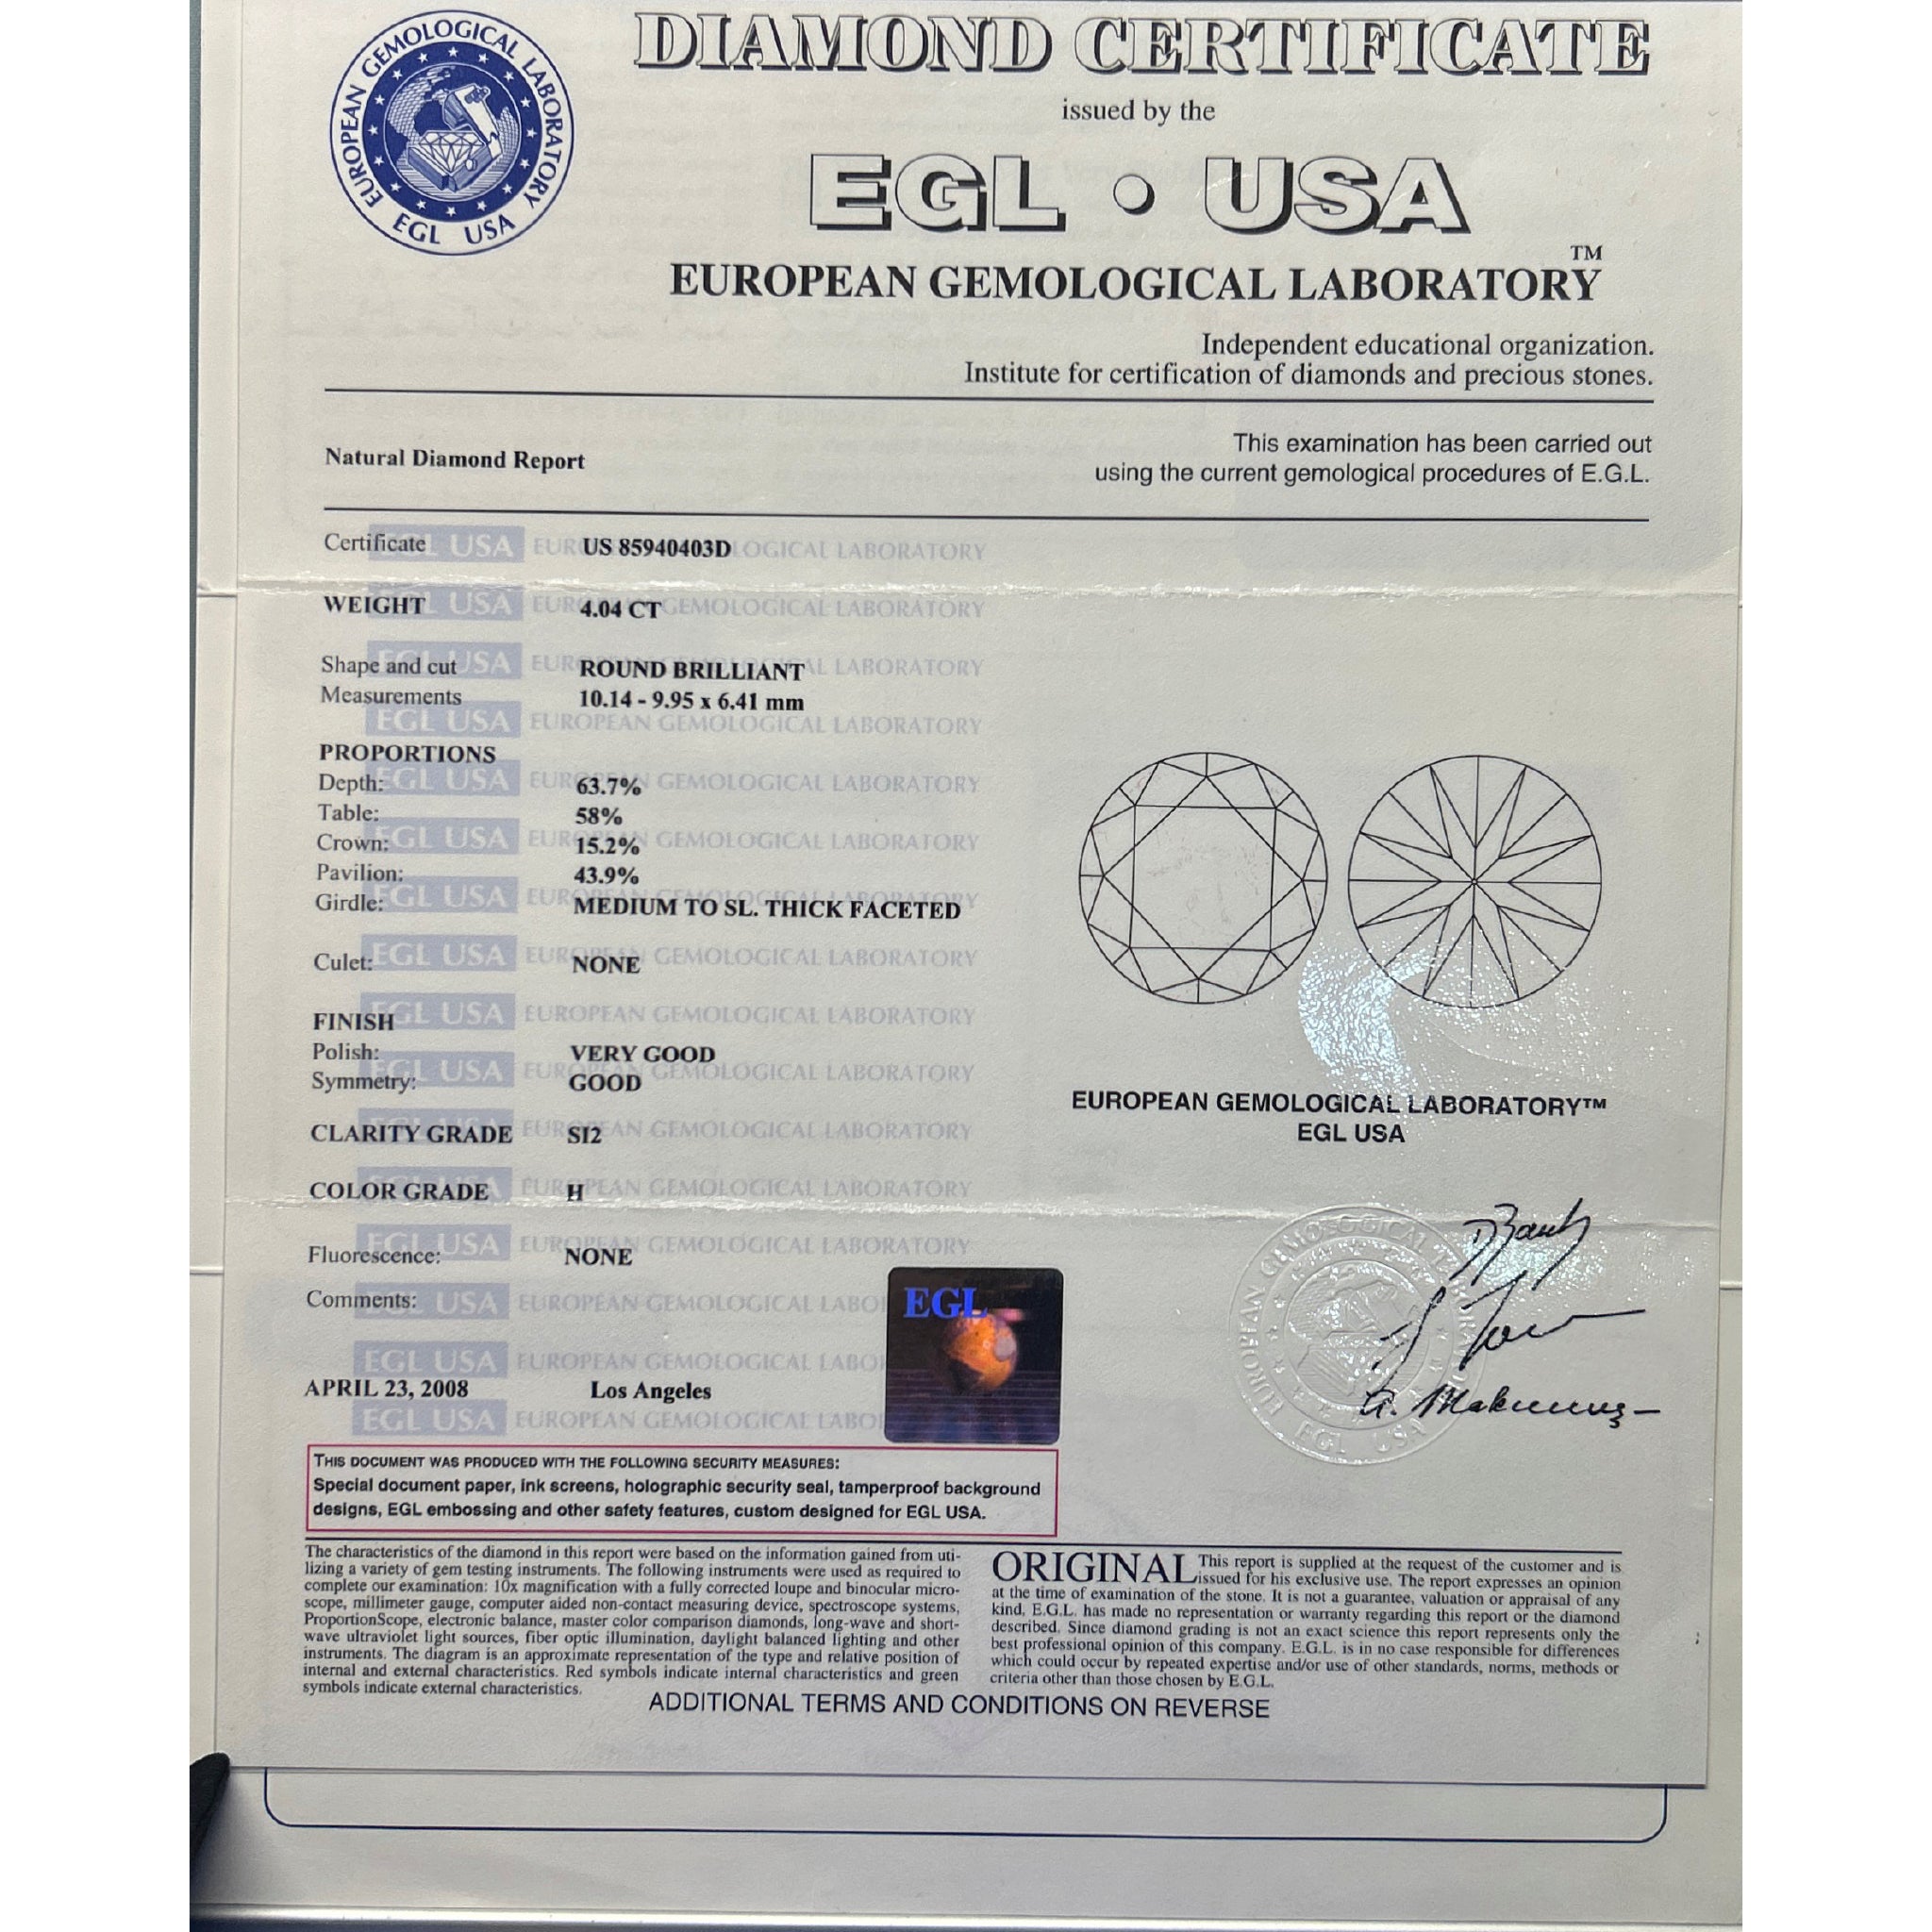 EUROPEAN GEMOLOGICAL LABORATORY
EGL USA
DIAMOND CERTIFICATE
issued by the
EGL • USA
EUROPEAN GEMOLOGICAL LABORATORY™
Independent educational organization.
Institute for certification of diamonds and precious stones.
Natural Diamond Report
This examination has been carried out
using the current gemological procedures of E.G.L.
Certificate US 85940403D
WEIGHT 4.04 CT
Shape and cut ROUND BRILLIANT
Measurements 10.14 - 9.95 x 6.41 mm
PROPORTIONS
Depth: 63.7%
Table: 58%
Crown: 15.2%
Pavilion: 43.9%
Girdle: MEDIUM TO SL. THICK FACETED
Culet: NONE
FINISH
Polish: VERY GOOD
Symmetry: GOOD
CLARITY GRADE SI2
COLOR GRADE H
Fluorescence: NONE
Comments:
APRIL 23, 2008 Los Angeles
EGL
EUROPEAN GEMOLOGICAL LABORATORY™
EGL USA
THIS DOCUMENT WAS PRODUCED WITH THE FOLLOWING SECURITY MEASURES:
Special document paper, ink screens, holographic security seal, tamperproof background
designs, EGL embossing and other safety features, custom designed for EGL USA.
The characteristics of the diamond in this report were based on the information gained from uti-
lizing a variety of gem testing instruments. The following instruments were used as required to
complete our examination: 10x magnification with a fully corrected loupe and binocular micro-
scope, millimeter gauge, computer aided non-contact measuring device, spectroscope systems,
ProportionScope, electronic balance, master color comparison diamonds, long-wave and short-
wave ultraviolet light sources, fiber optic illumination, daylight balanced lighting and other
instruments. The diagram is an approximate representation of the type and relative position of
internal and external characteristics. Red symbols indicate internal characteristics and green
symbols indicate external characteristics.
ORIGINAL This report is supplied at the request of the customer and is
issued for his exclusive use. The report expresses an opinion
at the time of examination of the stone. It is not a guarantee, valuation or appraisal of any
kind, E.G.L. has made no representation or warranty regarding this report or the diamond
described. Since diamond grading is not an exact science this report represents only the
best professional opinion of this company. E.G.L. is in no case responsible for differences
which could occur by repeated expertise and/or use of other standards, norms, methods or
criteria other than those chosen by E.G.L.
ADDITIONAL TERMS AND CONDITIONS ON REVERSE